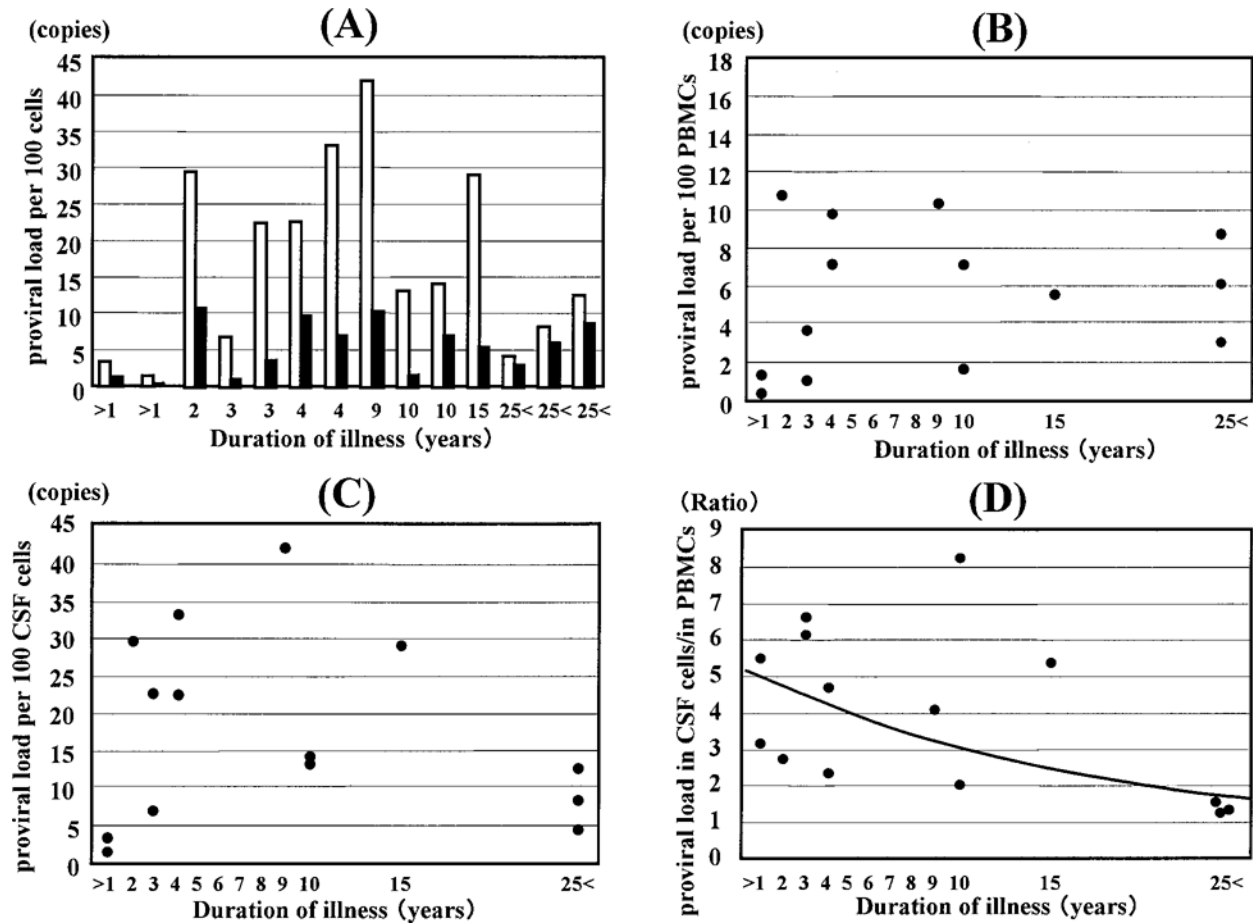 (copies)
(A)
proviral load per 100 cells
45
40
35
30
25
20
15
10
5
0
>1 >1 2 3 3 4 4 9 10 10 15 25< 25< 25<
Duration of illness (years)
(copies)
(B)
proviral load per 100 PBMCs
18
16
14
12
10
8
6
4
2
0
>1 2 3 4 5 6 7 8 9 10 15 25<
Duration of illness (years)
(copies)
(C)
proviral load per 100 CSF cells
45
40
35
30
25
20
15
10
5
0
>1 2 3 4 5 6 7 8 9 10 15 25<
Duration of illness (years)
(Ratio)
(D)
proviral load in CSF cells/in PBMCs
9
8
7
6
5
4
3
2
1
0
>1 2 3 4 5 6 7 8 9 10 15 25<
Duration of illness (years)